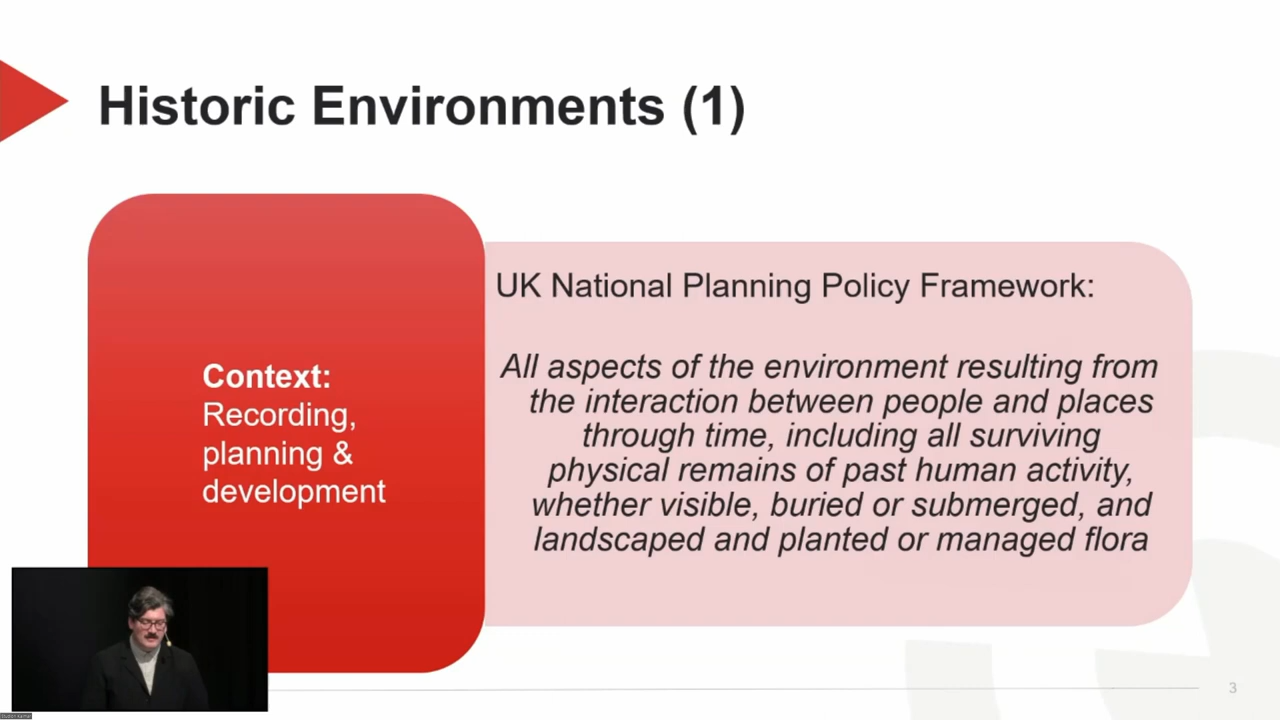 Historic Environments (1)
Context:
Recording,
planning &
development
UK National Planning Policy Framework:
All aspects of the environment resulting from
the interaction between people and places
through time, including all surviving
physical remains of past human activity,
whether visible, buried or submerged, and
landscaped and planted or managed flora
3